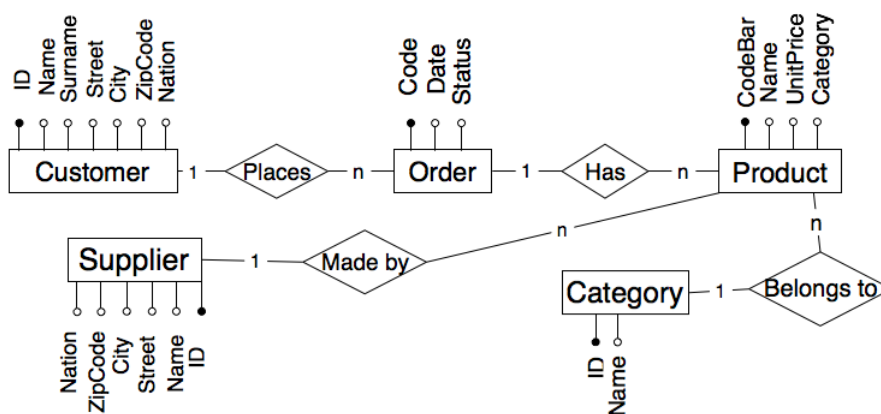 ID
Name
Surname
Street
City
ZipCode
Nation
Code
Date
Status
CodeBar
Name
UnitPrice
Category
Customer
1
Places
n
Order
1
Has
n
Product
Supplier
1
Made by
n
n
Category
1
Belongs to
Nation
ZipCode
City
Street
Name
ID
ID
Name